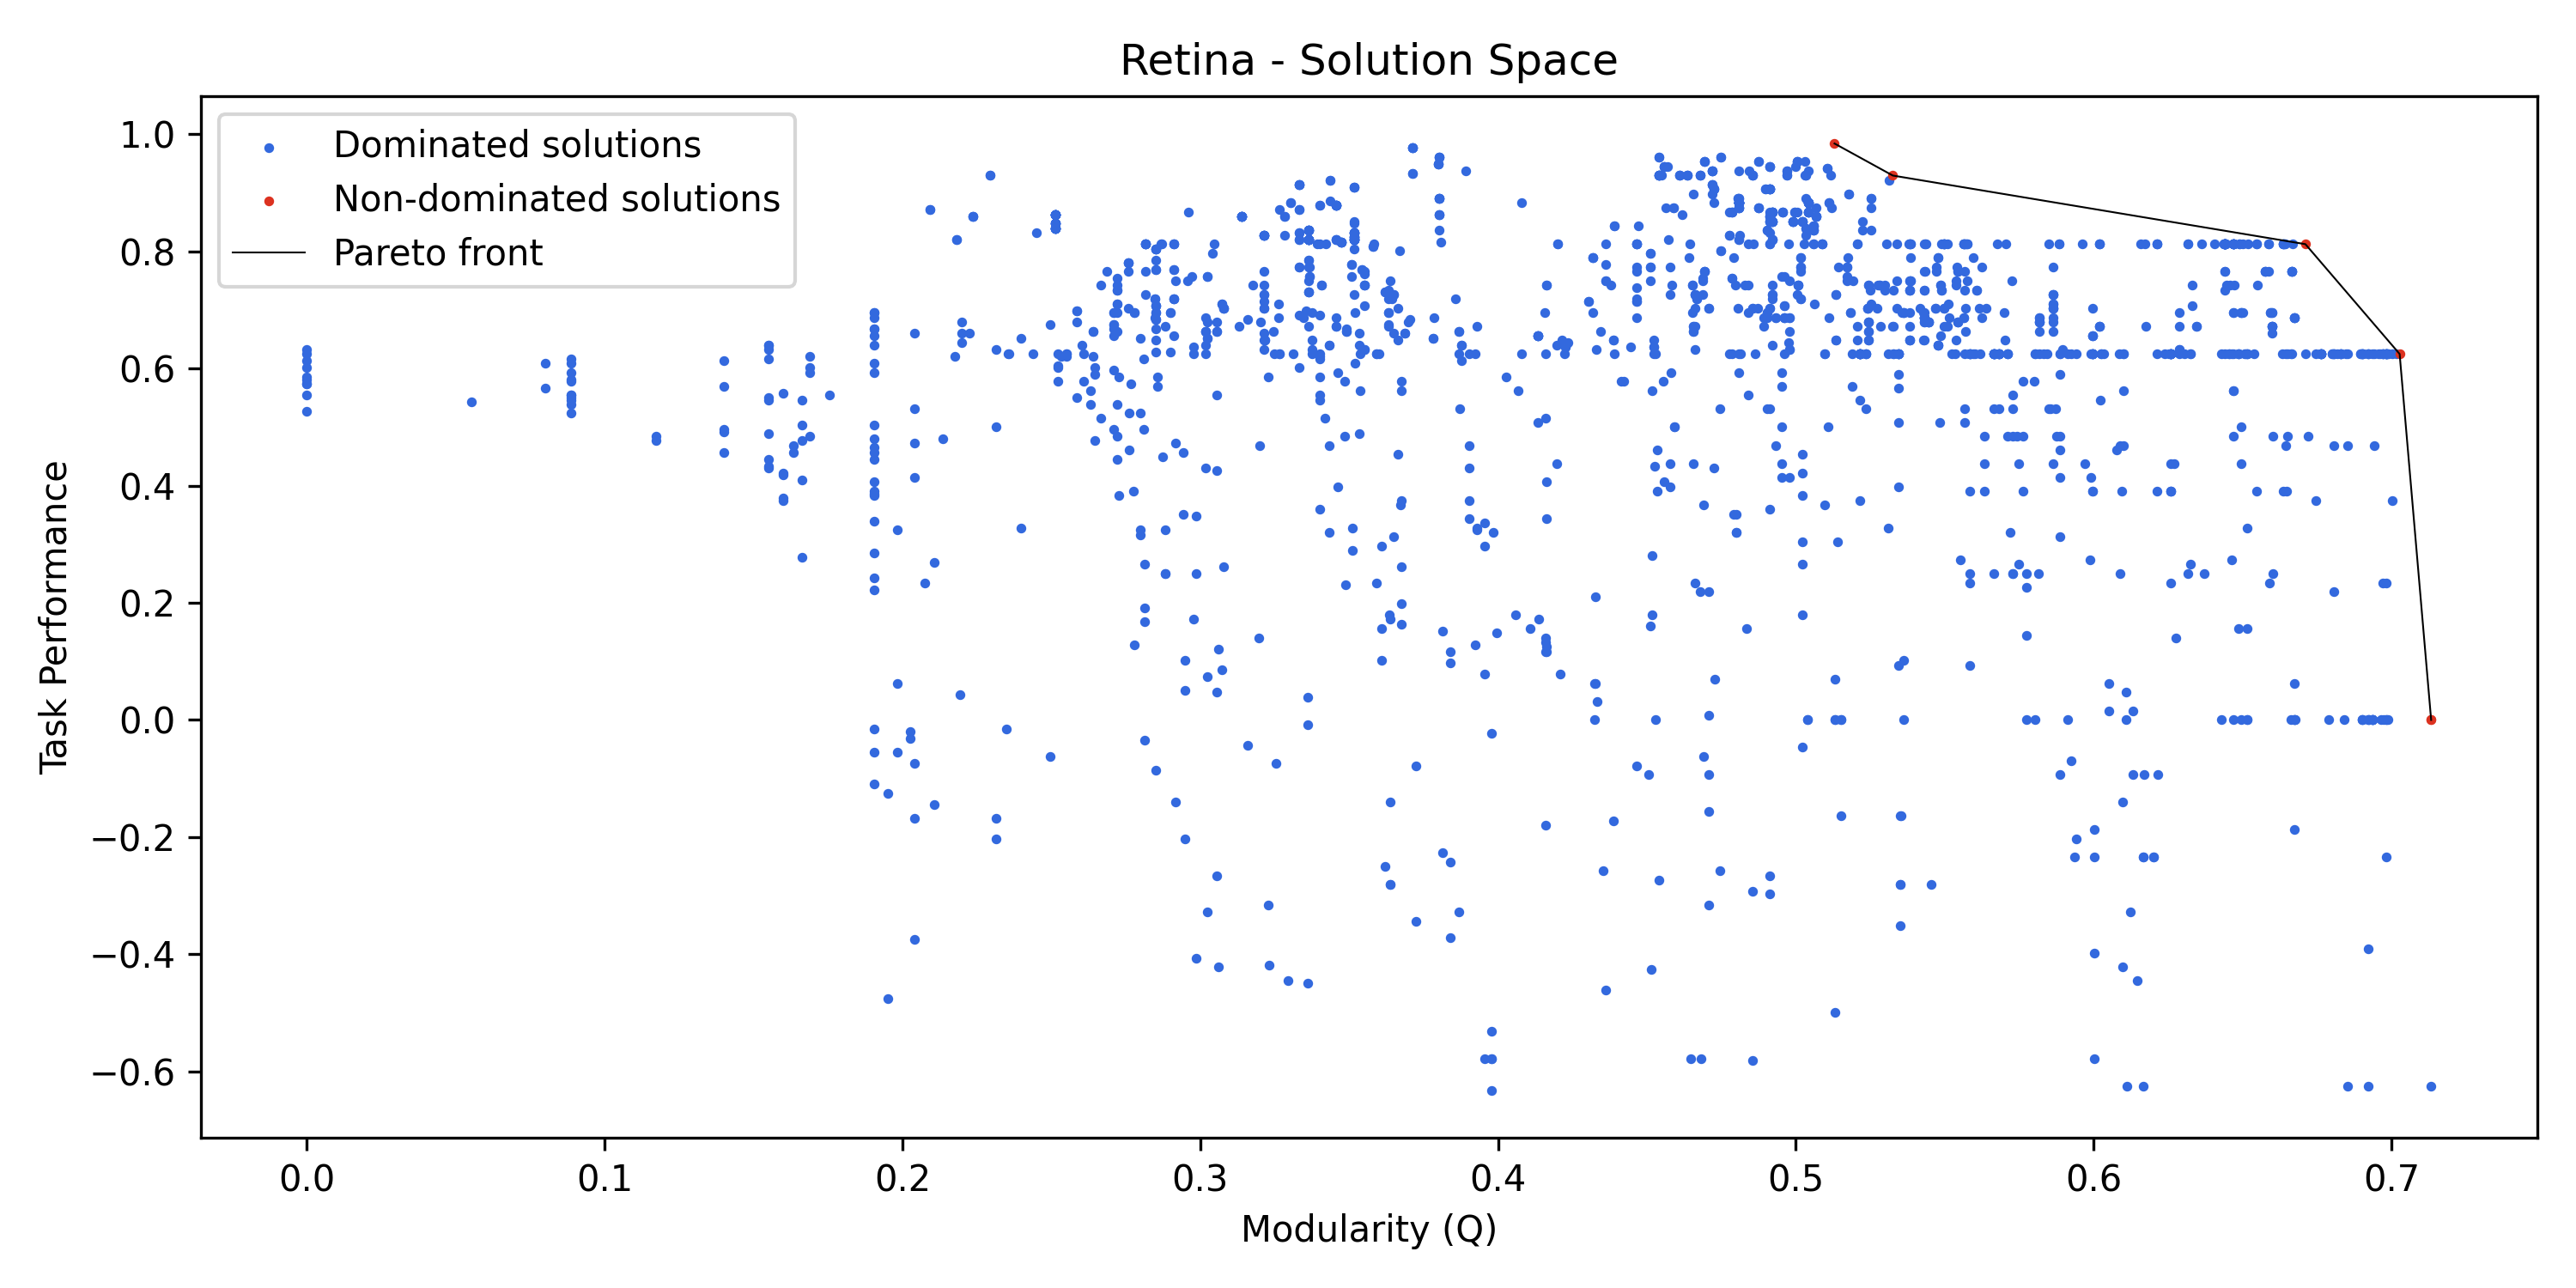 Retina - Solution Space
Dominated solutions
Non-dominated solutions
Pareto front
1.0
0.8
0.6
0.4
0.2
0.0
−0.2
−0.4
−0.6
Task Performance
0.0 0.1 0.2 0.3 0.4 0.5 0.6 0.7
Modularity (Q)